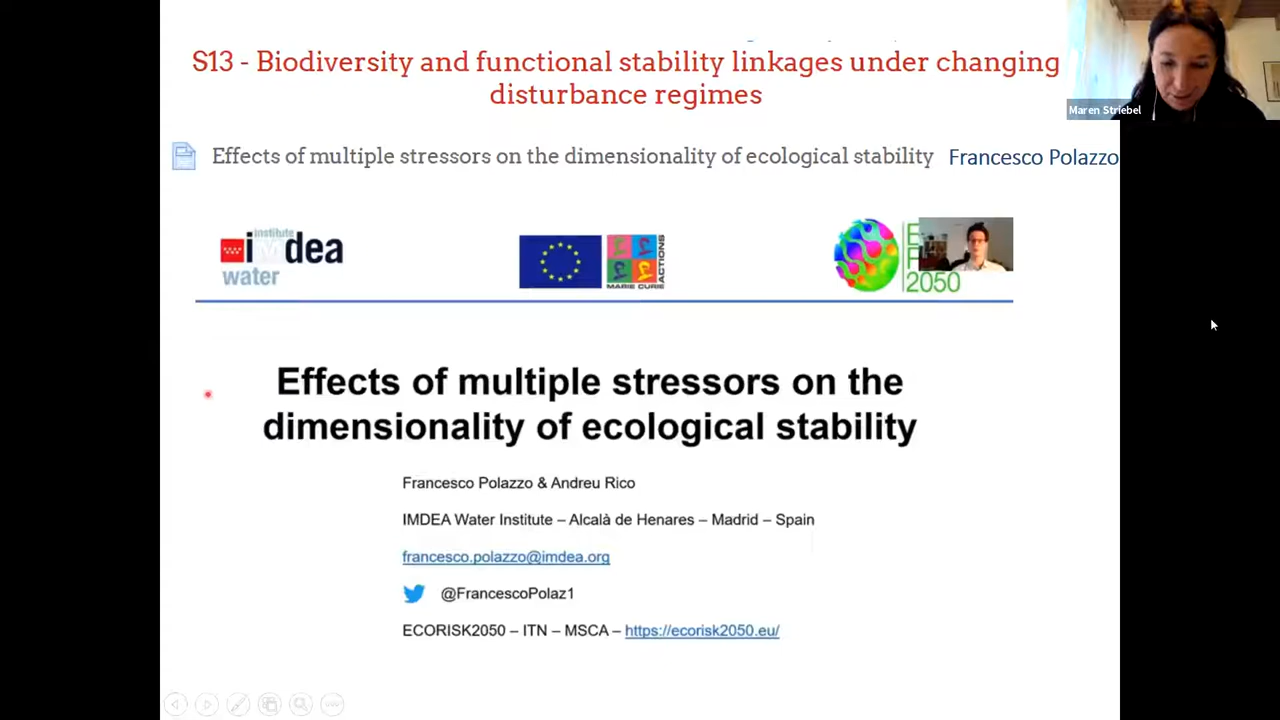 S13 - Biodiversity and functional stability linkages under changing
disturbance regimes
Maren Striebel
Effects of multiple stressors on the dimensionality of ecological stability Francesco Polazzo
institute
imdea
water
MARIE CURIE
ACTIONS
E
2050
Effects of multiple stressors on the
dimensionality of ecological stability
Francesco Polazzo & Andreu Rico
IMDEA Water Institute – Alcalà de Henares – Madrid – Spain
francesco.polazzo@imdea.org
@FrancescoPolaz1
ECORISK2050 – ITN – MSCA – https://ecorisk2050.eu/